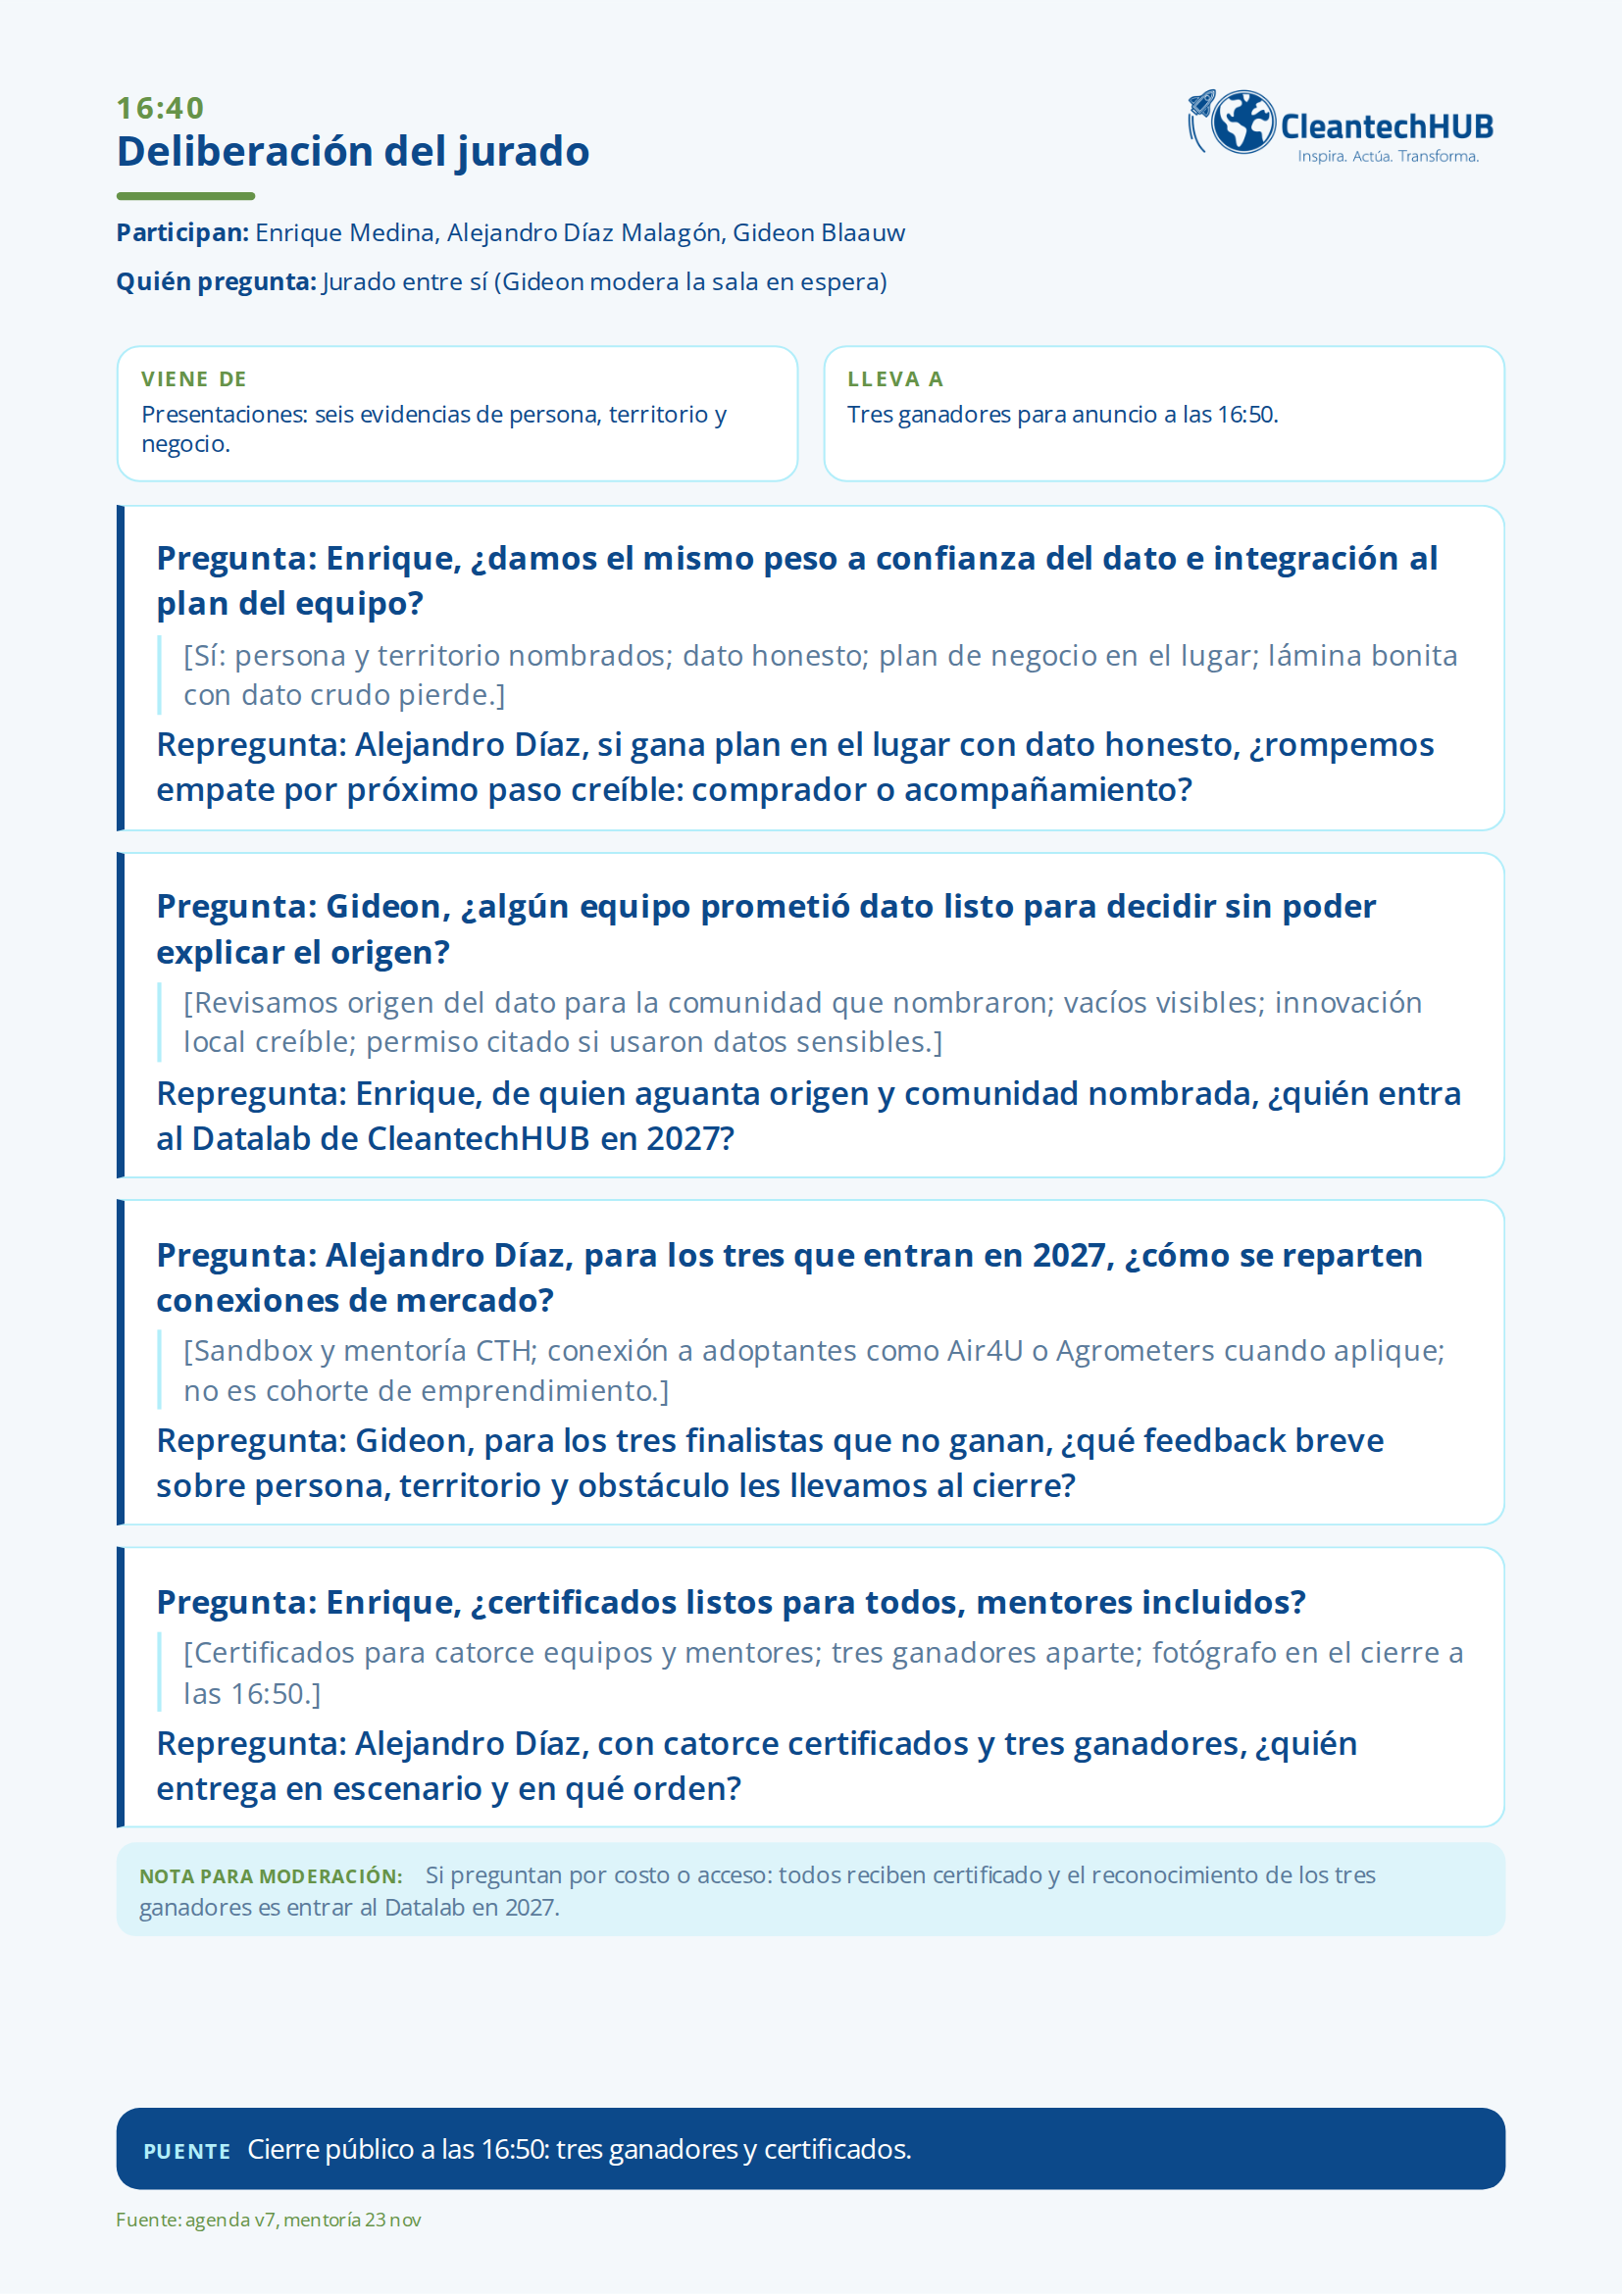 16:40
Deliberación del jurado
CleantechHUB
Inspira. Actúa. Transforma.
Participan: Enrique Medina, Alejandro Díaz Malagón, Gideon Blaauw
Quién pregunta: Jurado entre sí (Gideon modera la sala en espera)
VIENE DE
Presentaciones: seis evidencias de persona, territorio y
negocio.
LLEVA A
Tres ganadores para anuncio a las 16:50.
Pregunta: Enrique, ¿damos el mismo peso a confianza del dato e integración al
plan del equipo?
[Sí: persona y territorio nombrados; dato honesto; plan de negocio en el lugar; lámina bonita
con dato crudo pierde.]
Repregunta: Alejandro Díaz, si gana plan en el lugar con dato honesto, ¿rompemos
empate por próximo paso creíble: comprador o acompañamiento?
Pregunta: Gideon, ¿algún equipo prometió dato listo para decidir sin poder
explicar el origen?
[Revisamos origen del dato para la comunidad que nombraron; vacíos visibles; innovación
local creíble; permiso citado si usaron datos sensibles.]
Repregunta: Enrique, de quien aguanta origen y comunidad nombrada, ¿quién entra
al Datalab de CleantechHUB en 2027?
Pregunta: Alejandro Díaz, para los tres que entran en 2027, ¿cómo se reparten
conexiones de mercado?
[Sandbox y mentoría CTH; conexión a adoptantes como Air4U o Agrometers cuando aplique;
no es cohorte de emprendimiento.]
Repregunta: Gideon, para los tres finalistas que no ganan, ¿qué feedback breve
sobre persona, territorio y obstáculo les llevamos al cierre?
Pregunta: Enrique, ¿certificados listos para todos, mentores incluidos?
[Certificados para catorce equipos y mentores; tres ganadores aparte; fotógrafo en el cierre a
las 16:50.]
Repregunta: Alejandro Díaz, con catorce certificados y tres ganadores, ¿quién
entrega en escenario y en qué orden?
NOTA PARA MODERACIÓN: Si preguntan por costo o acceso: todos reciben certificado y el reconocimiento de los tres
ganadores es entrar al Datalab en 2027.
PUENTE Cierre público a las 16:50: tres ganadores y certificados.
Fuente: agenda v7, mentoría 23 nov